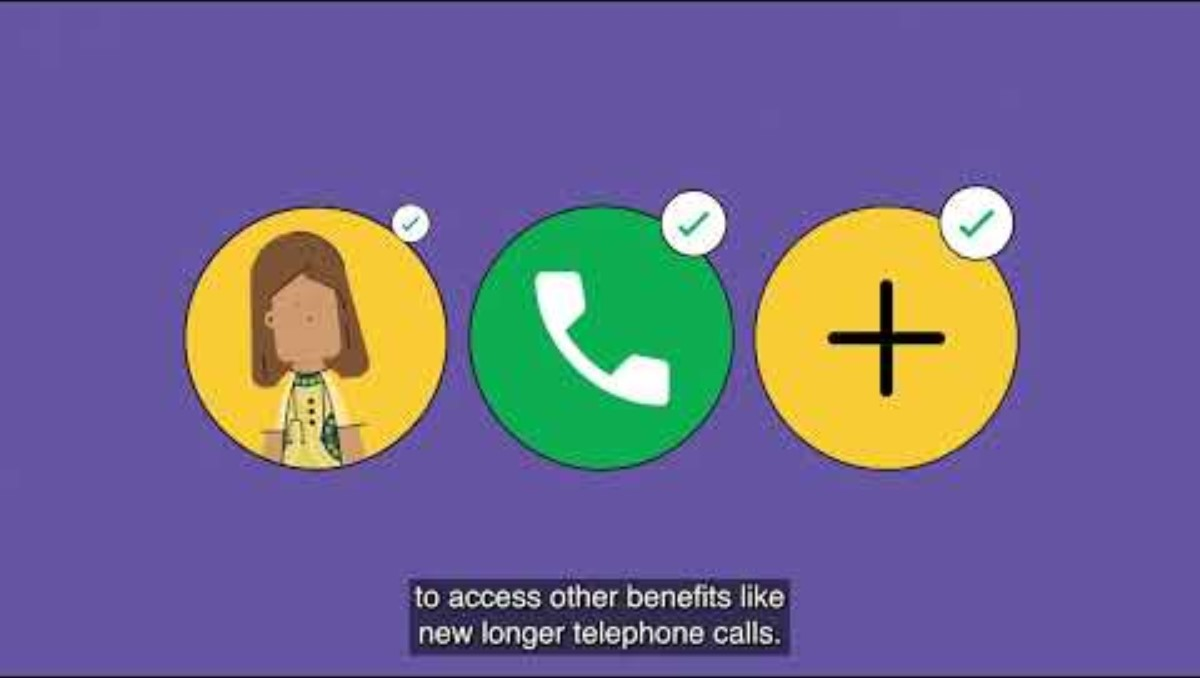 to access other benefits like
new longer telephone calls.